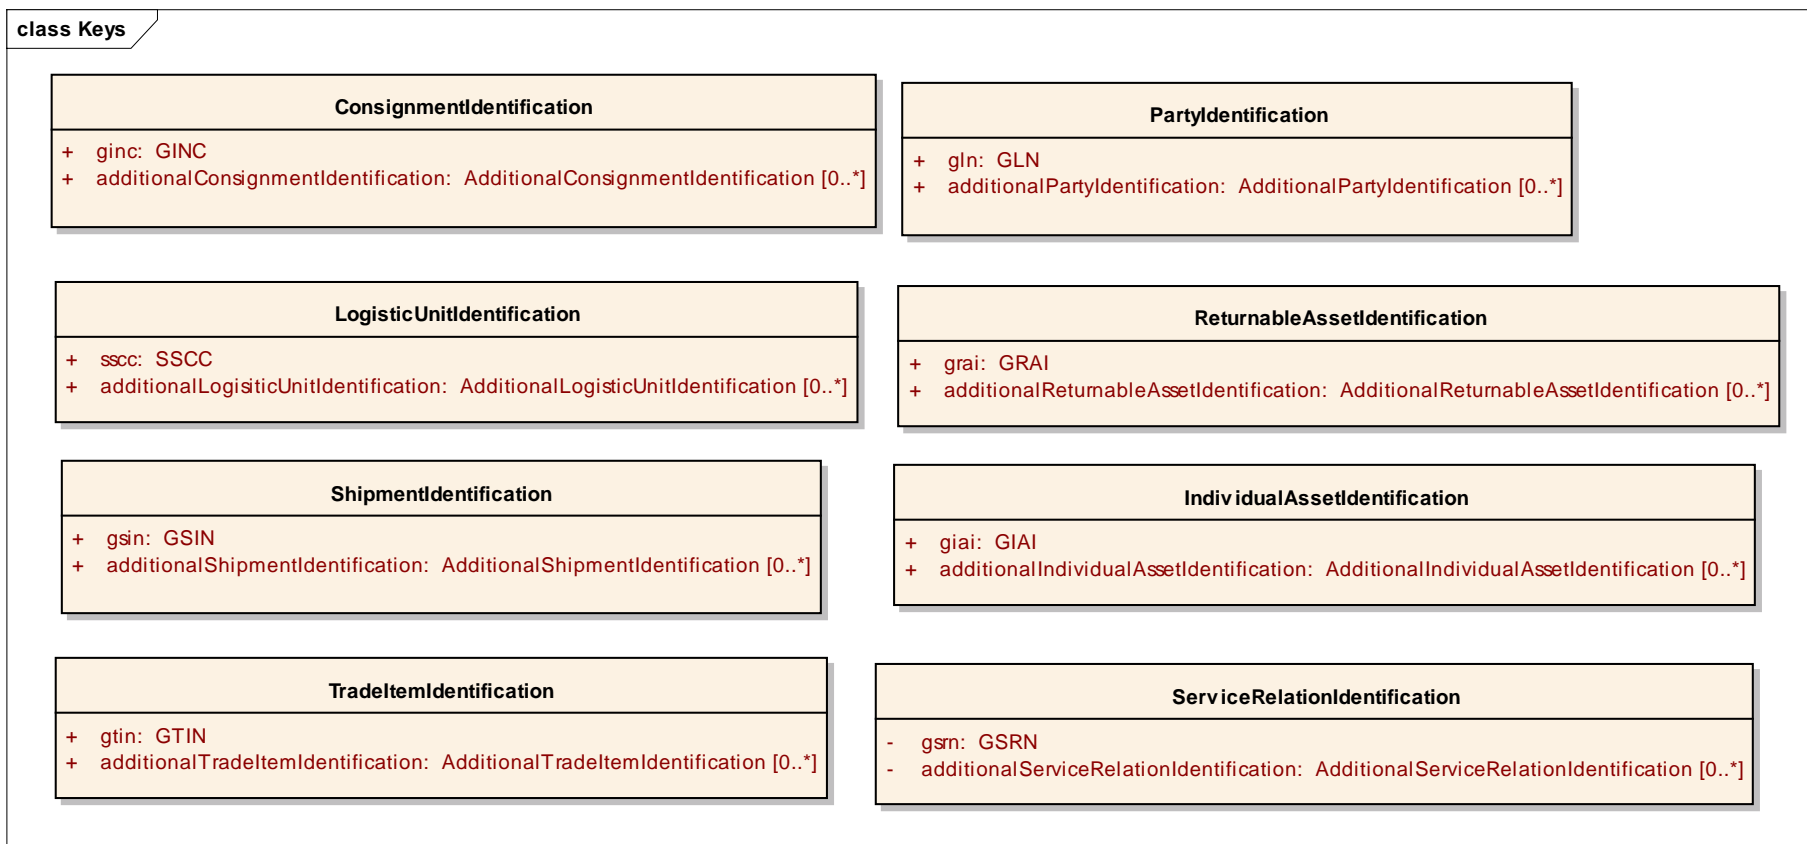 class Keys
ConsignmentIdentification
+ ginc: GINC
+ additionalConsignmentIdentification: AdditionalConsignmentIdentification [0..*]
PartyIdentification
+ gln: GLN
+ additionalPartyIdentification: AdditionalPartyIdentification [0..*]
LogisticUnitIdentification
+ sscc: SSCC
+ additionalLogisiticUnitIdentification: AdditionalLogisticUnitIdentification [0..*]
ReturnableAssetIdentification
+ grai: GRAI
+ additionalReturnableAssetIdentification: AdditionalReturnableAssetIdentification [0..*]
ShipmentIdentification
+ gsin: GSIN
+ additionalShipmentIdentification: AdditionalShipmentIdentification [0..*]
IndividualAssetIdentification
+ giai: GIAI
+ additionalIndividualAssetIdentification: AdditionalIndividualAssetIdentification [0..*]
TradeItemIdentification
+ gtin: GTIN
+ additionalTradeItemIdentification: AdditionalTradeItemIdentification [0..*]
ServiceRelationIdentification
- gsrn: GSRN
- additionalServiceRelationIdentification: AdditionalServiceRelationIdentification [0..*]